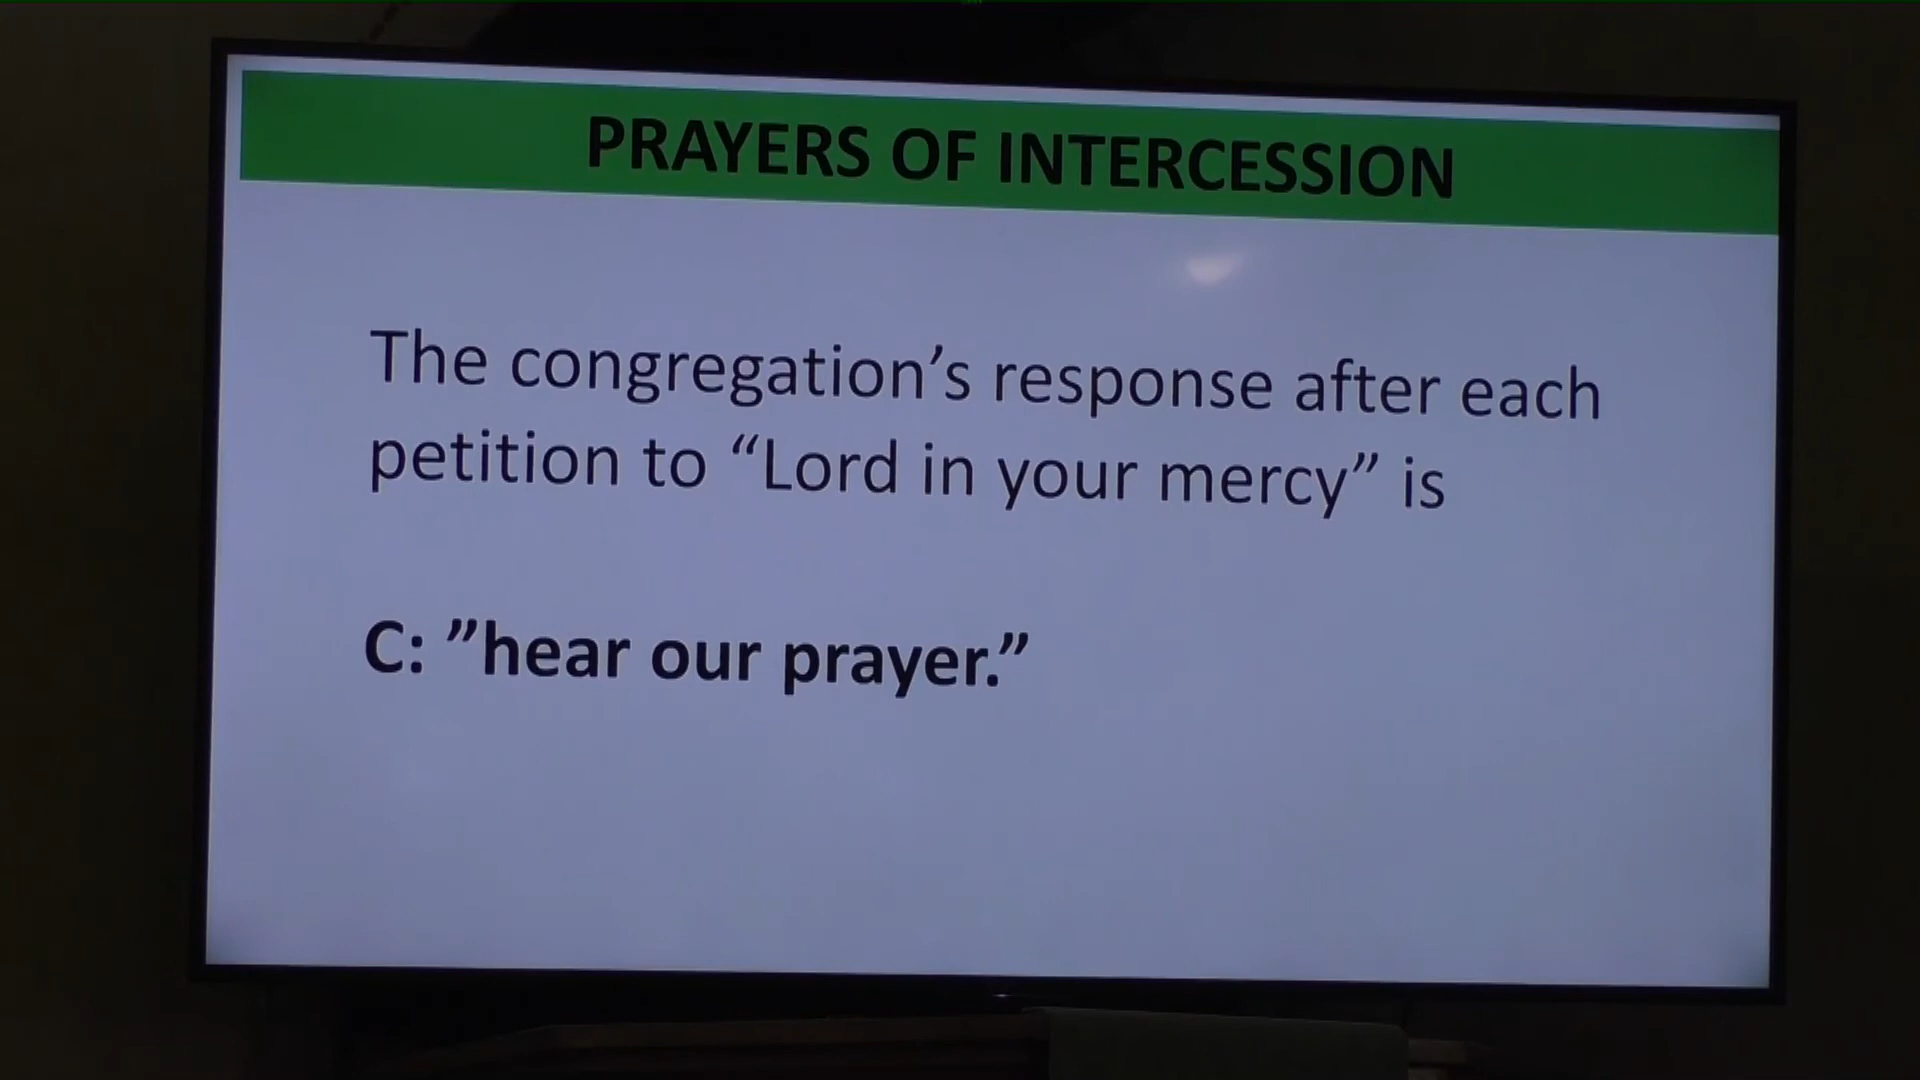 PRAYERS OF INTERCESSION
The congregation’s response after each
petition to “Lord in your mercy” is
C: ”hear our prayer.”